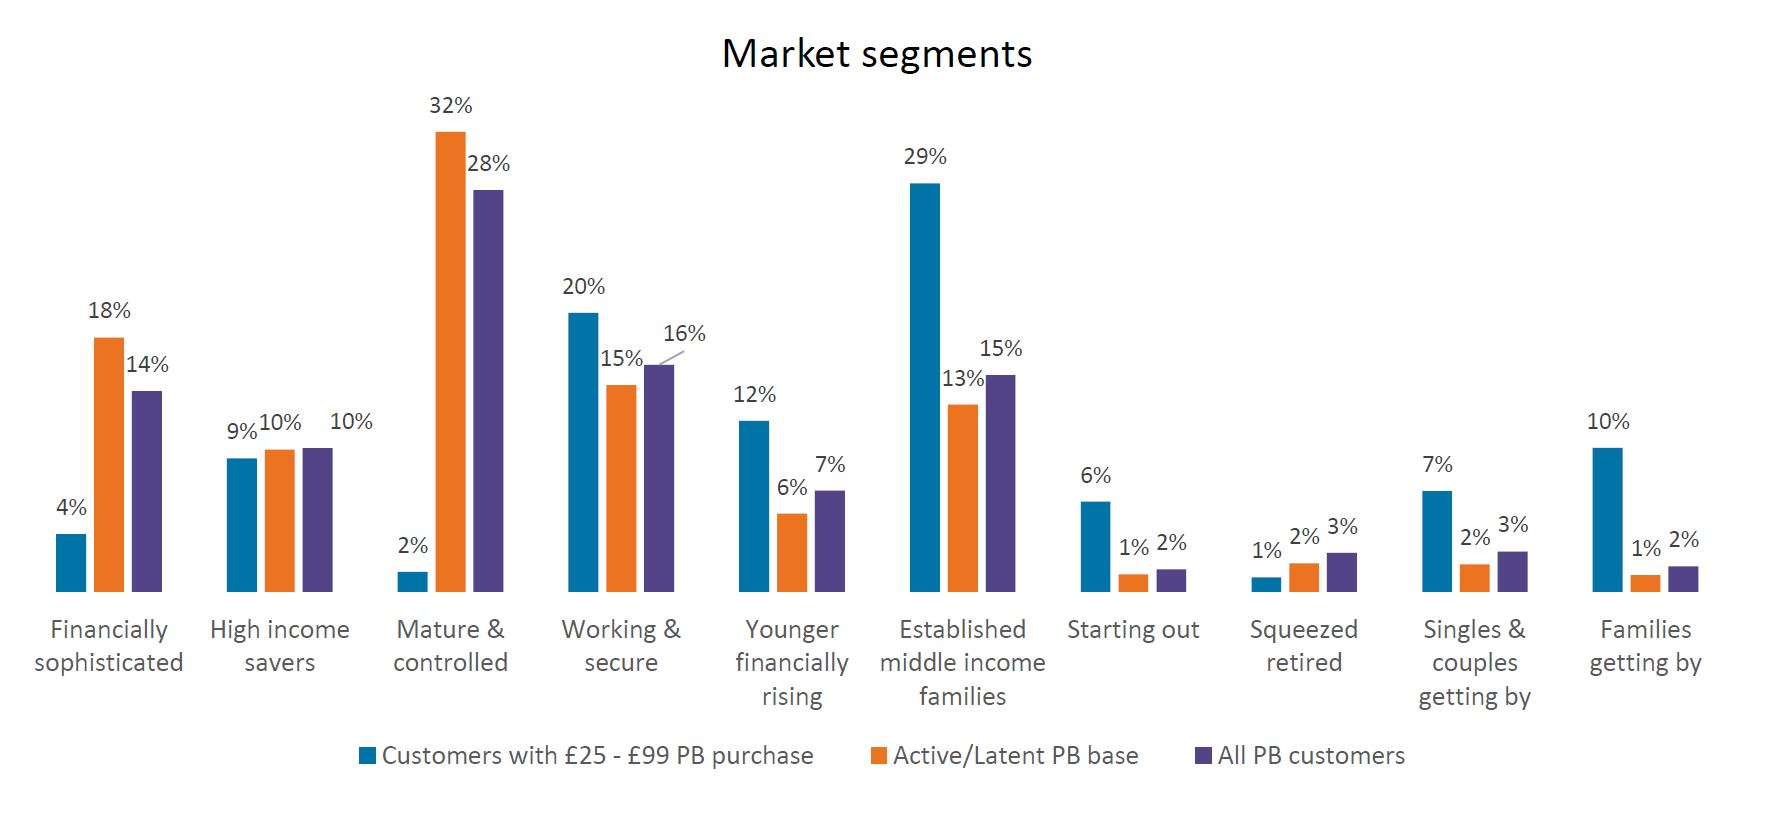 Market segments
4%
18%
14%
9%
10%
10%
2%
32%
28%
20%
15%
16%
12%
6%
7%
29%
13%
15%
6%
1%
2%
1%
2%
3%
7%
2%
3%
10%
1%
2%
Financially
sophisticated
High income
savers
Mature &
controlled
Working &
secure
Younger
financially
rising
Established
middle income
families
Starting out
Squeezed
retired
Singles &
couples
getting by
Families
getting by
Customers with £25 - £99 PB purchase
Active/Latent PB base
All PB customers